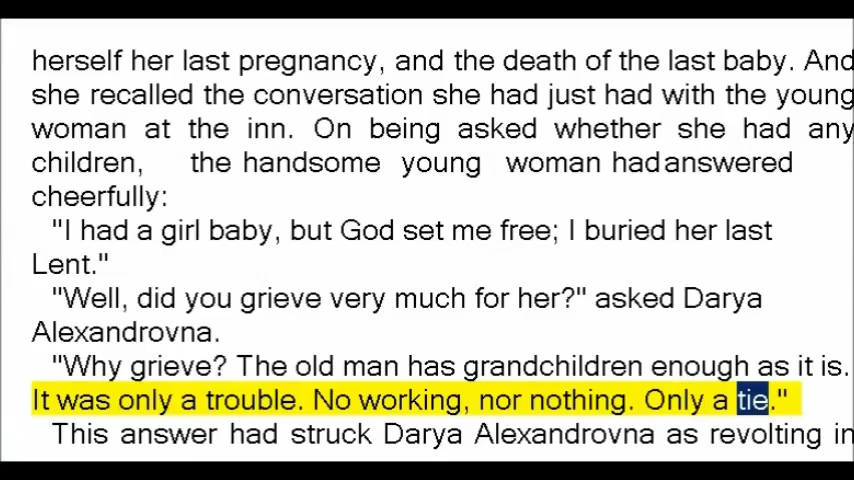 herself her last pregnancy, and the death of the last baby. And
she recalled the conversation she had just had with the young
woman at the inn. On being asked whether she had any
children, the handsome young woman had answered
cheerfully:
"I had a girl baby, but God set me free; I buried her last
Lent."
"Well, did you grieve very much for her?" asked Darya
Alexandrovna.
"Why grieve? The old man has grandchildren enough as it is.
It was only a trouble. No working, nor nothing. Only a tie."
This answer had struck Darya Alexandrovna as revolting in